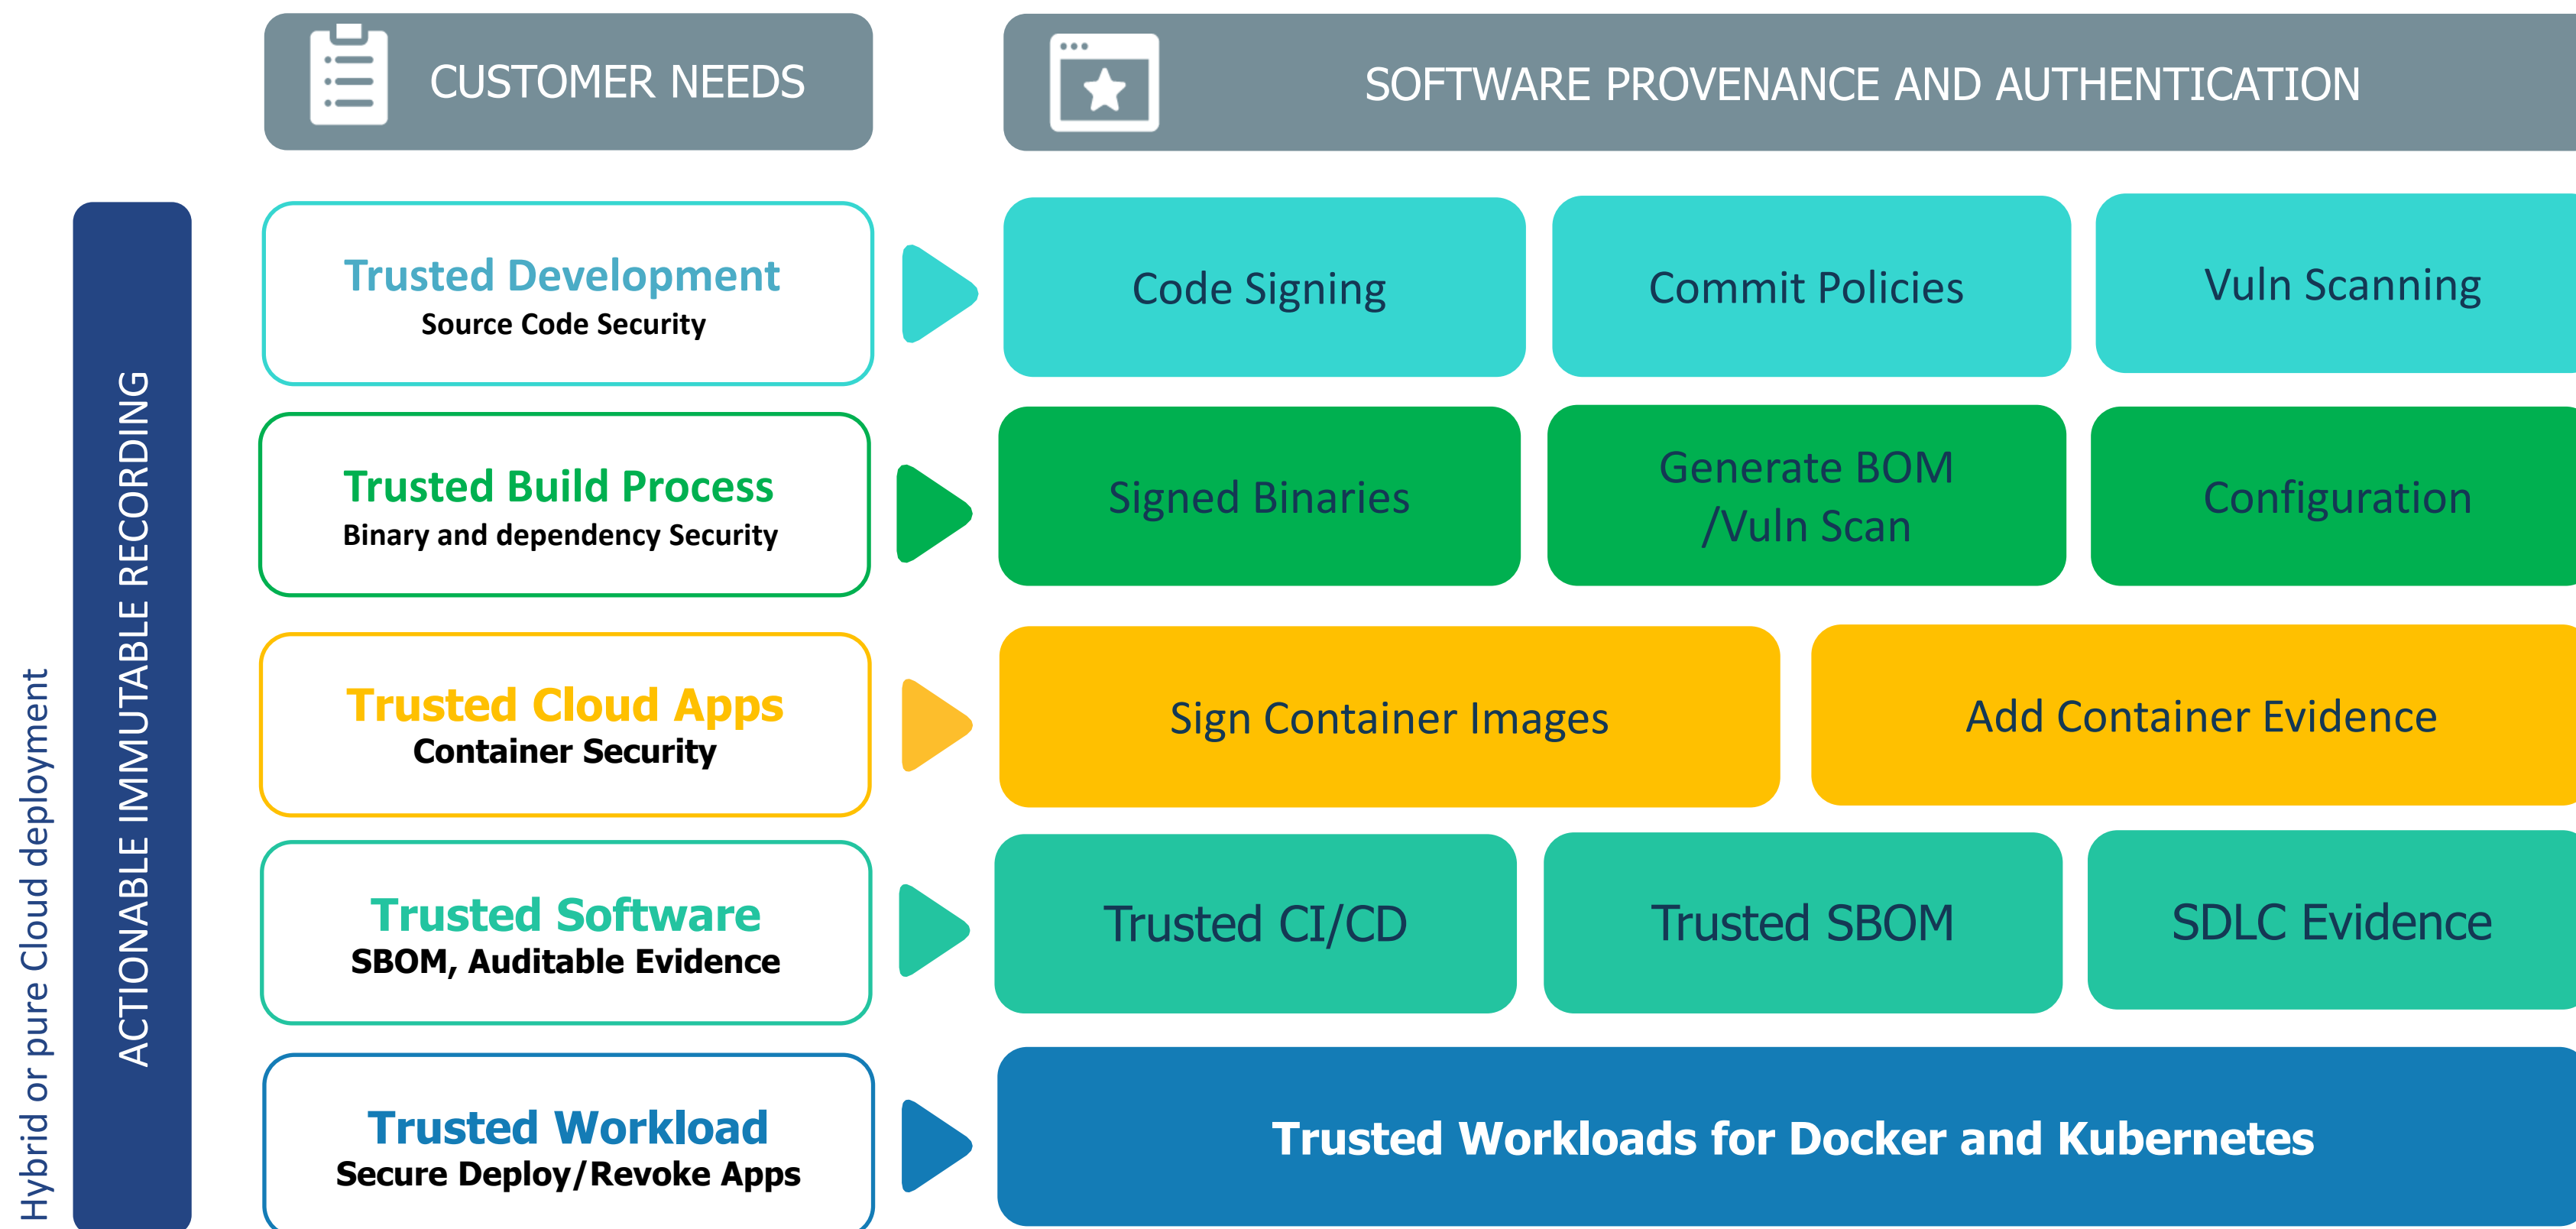 CUSTOMER NEEDS
SOFTWARE PROVENANCE AND AUTHENTICATION
Hybrid or pure Cloud deployment
ACTIONABLE IMMUTABLE RECORDING
Trusted Development
Source Code Security
Code Signing
Commit Policies
Vuln Scanning
Trusted Build Process
Binary and dependency Security
Signed Binaries
Generate BOM
/Vuln Scan
Configuration
Trusted Cloud Apps
Container Security
Sign Container Images
Add Container Evidence
Trusted Software
SBOM, Auditable Evidence
Trusted CI/CD
Trusted SBOM
SDLC Evidence
Trusted Workload
Secure Deploy/Revoke Apps
Trusted Workloads for Docker and Kubernetes